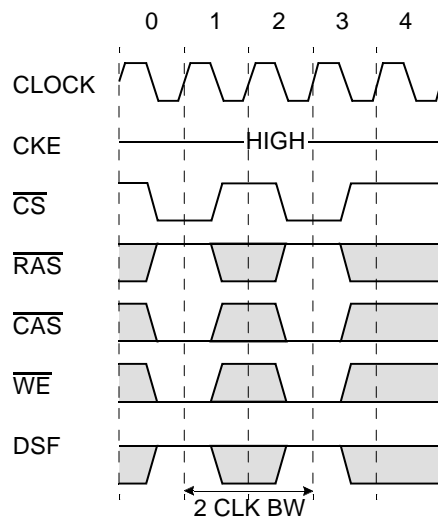 0 1 2 3 4
CLOCK
CKE HIGH
CS
RAS
CAS
WE
DSF
2 CLK BW